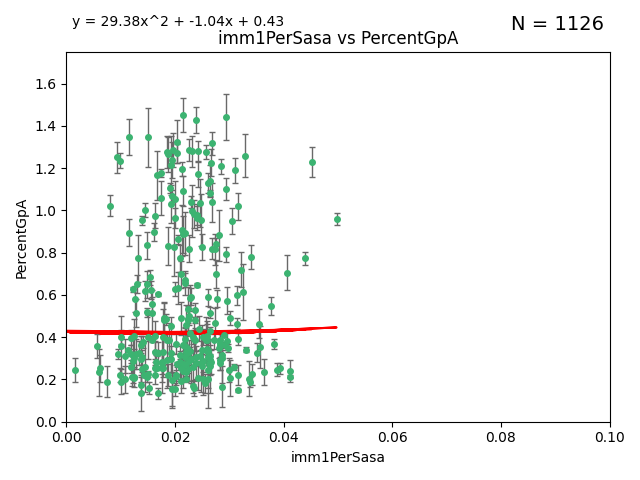 y = 29.38x^2 + -1.04x + 0.43
N = 1126
imm1PerSasa vs PercentGpA
PercentGpA
1.6
1.4
1.2
1.0
0.8
0.6
0.4
0.2
0.0
0.00 0.02 0.04 0.06 0.08 0.10
imm1PerSasa